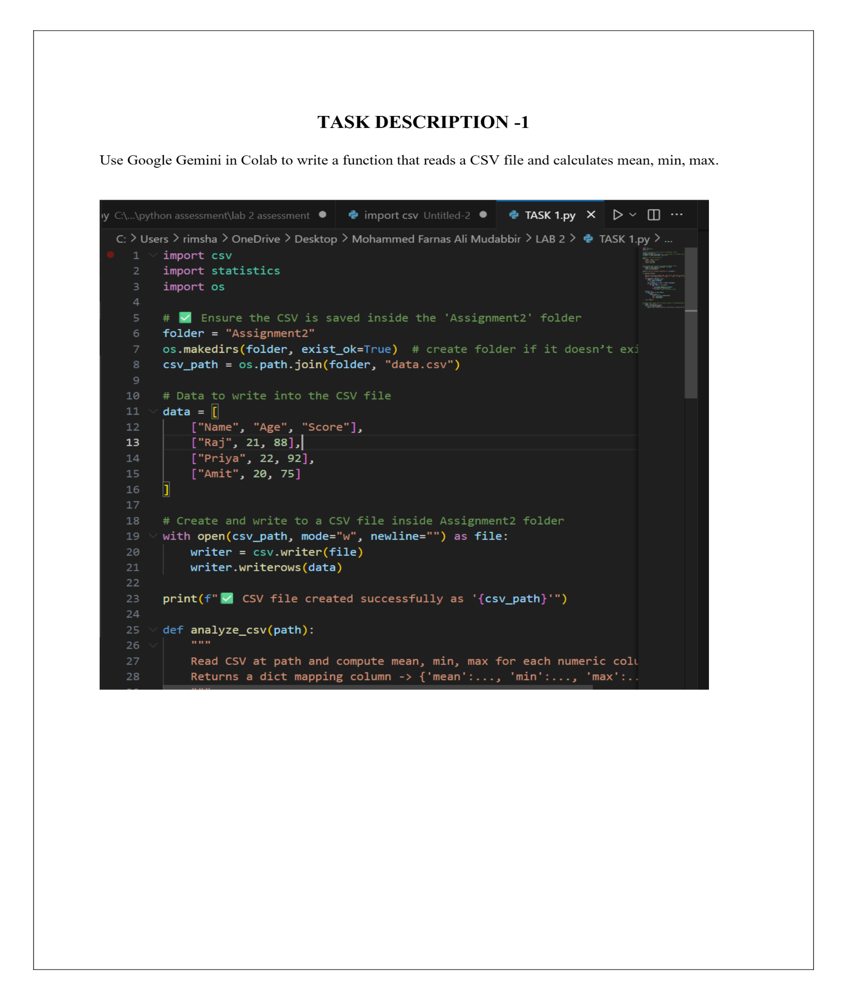 TASK DESCRIPTION -1
Use Google Gemini in Colab to write a function that reads a CSV file and calculates mean, min, max.
y C:\...\python assessment\lab 2 assessment ● import csv Untitled-2 ● TASK 1.py × ...
C: > Users > rimsha > OneDrive > Desktop > Mohammed Farnas Ali Mudabbir > LAB 2 > TASK 1.py > ...
1 import csv
2 import statistics
3 import os
4
5 # ✅ Ensure the CSV is saved inside the 'Assignment2' folder
6 folder = "Assignment2"
7 os.makedirs(folder, exist_ok=True)  # create folder if it doesn’t exi
8 csv_path = os.path.join(folder, "data.csv")
9
10 # Data to write into the CSV file
11 data = [
12     ["Name", "Age", "Score"],
13     ["Raj", 21, 88],
14     ["Priya", 22, 92],
15     ["Amit", 20, 75]
16 ]
17
18 # Create and write to a CSV file inside Assignment2 folder
19 with open(csv_path, mode="w", newline="") as file:
20     writer = csv.writer(file)
21     writer.writerows(data)
22
23 print(f"✅ CSV file created successfully as '{csv_path}'")
24
25 def analyze_csv(path):
26     """
27     Read CSV at path and compute mean, min, max for each numeric colu
28     Returns a dict mapping column -> {'mean':..., 'min':..., 'max':..